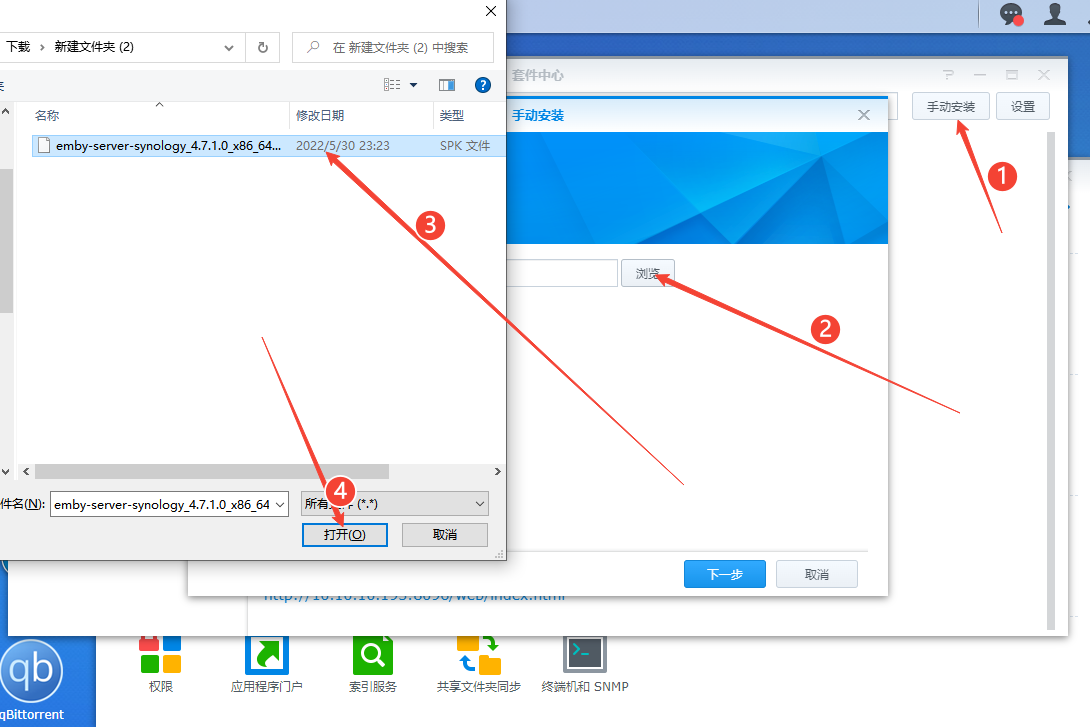 下载 › 新建文件夹 (2)
在 新建文件夹 (2) 中搜索
套件中心
?
名称
修改日期
类型
手动安装
手动安装
设置
emby-server-synology_4.7.1.0_x86_64...
2022/5/30 23:23
SPK 文件
1
3
浏览
2
4
件名(N):
emby-server-synology_4.7.1.0_x86_64
(*.*)
打开(O)
取消
下一步
取消
qb
qBittorrent
权限
应用程序门户
索引服务
共享文件夹同步
终端机和 SNMP